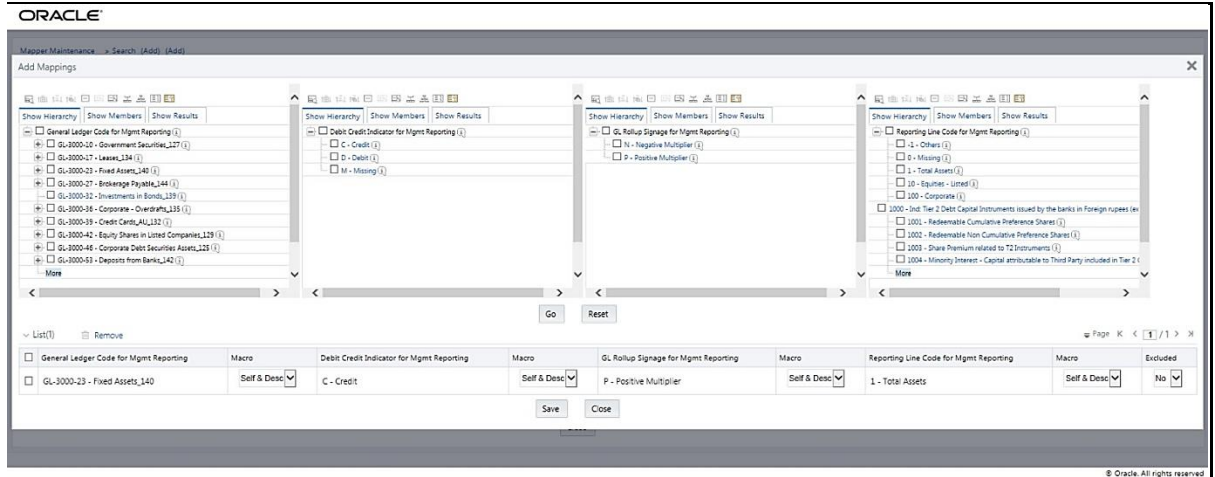 ORACLE
Mapper Maintenance > Search (Add) (Add)
Add Mappings
Show Hierarchy Show Members Show Results
General Ledger Code for Mgmt Reporting
GL-3000-10 - Government Securities_127
GL-3000-17 - Leases_134
GL-3000-23 - Fixed Assets_140
GL-3000-27 - Brokerage Payable_144
GL-3000-32 - Investments in Bonds_139
GL-3000-36 - Corporate - Overdrafts_135
GL-3000-39 - Credit Cards_AU_132
GL-3000-42 - Equity Shares in Listed Companies_129
GL-3000-46 - Corporate Debt Securities Assets_125
GL-3000-53 - Deposits from Banks_142
More
Show Hierarchy Show Members Show Results
Debit Credit Indicator for Mgmt Reporting
C - Credit
D - Debit
M - Missing
Show Hierarchy Show Members Show Results
GL Rollup Signage for Mgmt Reporting
N - Negative Multiplier
P - Positive Multiplier
Show Hierarchy Show Members Show Results
Reporting Line Code for Mgmt Reporting
-1 - Others
0 - Missing
1 - Total Assets
10 - Equities - Listed
100 - Corporate
1000 - Ind: Tier 2 Debt Capital Instruments issued by the banks in Foreign rupees (ex
1001 - Redeemable Cumulative Preference Shares
1002 - Redeemable Non Cumulative Preference Shares
1003 - Share Premium related to T2 Instruments
1004 - Minority Interest - Capital attributable to Third Party included in Tier 2 (
More
Go Reset
List(1) Remove Page 1 / 1
General Ledger Code for Mgmt Reporting Macro Debit Credit Indicator for Mgmt Reporting Macro GL Rollup Signage for Mgmt Reporting Macro Reporting Line Code for Mgmt Reporting Macro Excluded
GL-3000-23 - Fixed Assets_140 Self & Desc C - Credit Self & Desc P - Positive Multiplier Self & Desc 1 - Total Assets Self & Desc No
Save Close
© Oracle. All rights reserved